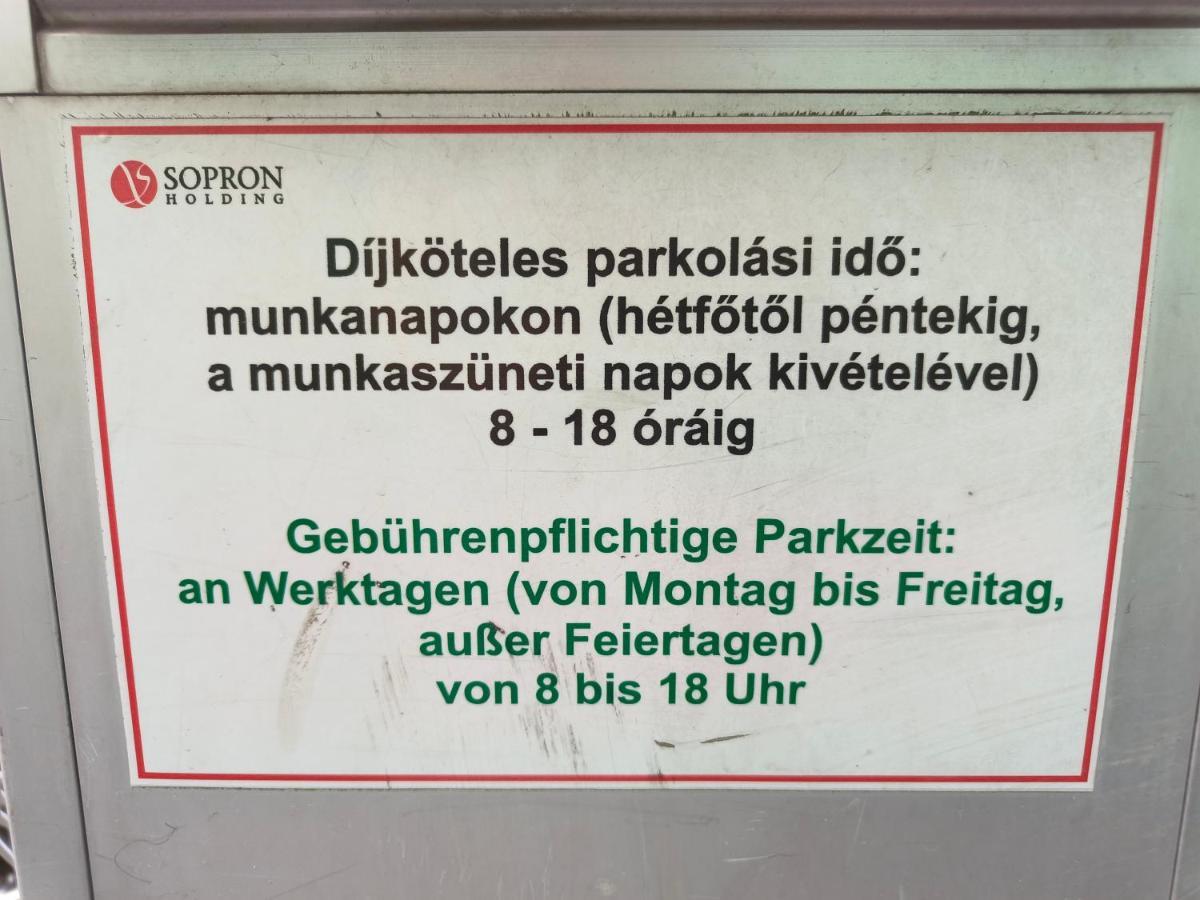 SOPRON
HOLDING
Díjköteles parkolási idő:
munkanapokon (hétfőtől péntekig,
a munkaszüneti napok kivételével)
8 - 18 óráig
Gebührenpflichtige Parkzeit:
an Werktagen (von Montag bis Freitag,
außer Feiertagen)
von 8 bis 18 Uhr